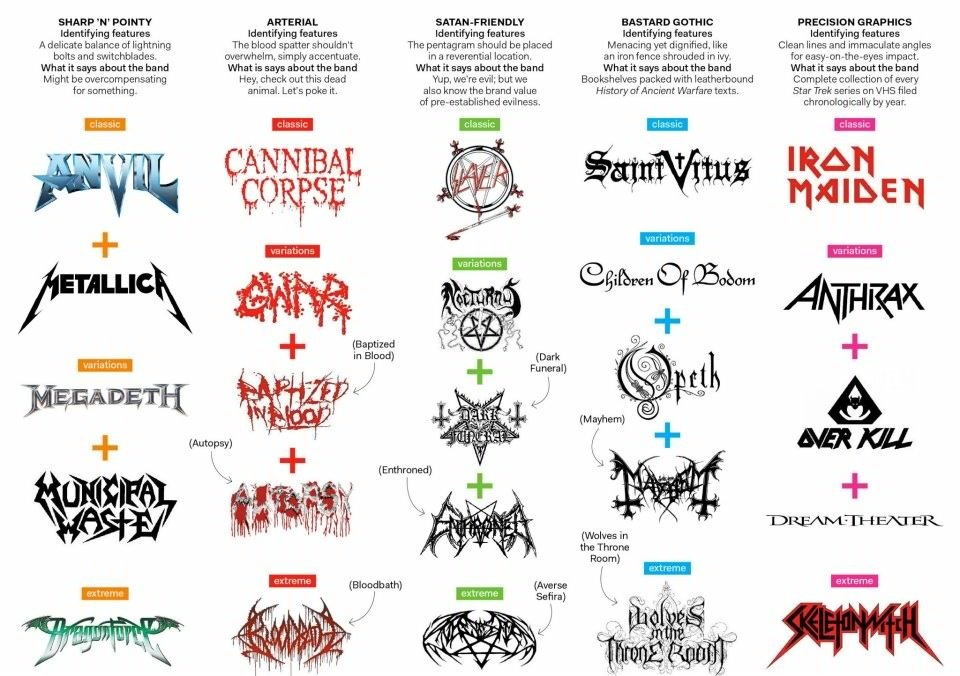 SHARP 'N' POINTY
Identifying features
A delicate balance of lightning
bolts and switchblades.
What it says about the band
Might be overcompensating
for something.
classic
ANVIL
+
METALLICA
variations
MEGADETH
+
MUNICIPAL
WASTE
extreme
DragonForce
ARTERIAL
Identifying features
The blood spatter shouldn't
overwhelm, simply accentuate.
What is says about the band
Hey, check out this dead
animal. Let's poke it.
classic
CANNIBAL
CORPSE
variations
GWAR
+
(Baptized
in Blood)
BAPTIZED
IN BLOOD
+
(Autopsy)
AUTOPSY
extreme
(Bloodbath)
BLOODBATH
SATAN-FRIENDLY
Identifying features
The pentagram should be placed
in a reverential location.
What it says about the band
Yup, we're evil; but we
also know the brand value
of pre-established evilness.
classic
SLAYER
variations
NOCTURNUS
+
(Dark
Funeral)
DARK
FUNERAL
+
(Enthroned)
ENTHRONED
extreme
(Averse
Sefira)
BASTARD GOTHIC
Identifying features
Menacing yet dignified, like
an iron fence shrouded in ivy.
What it says about the band
Bookshelves packed with leatherbound
History of Ancient Warfare texts.
classic
Saint Vitus
variations
Children Of Bodom
+
Opeth
+
(Mayhem)
MAYHEM
(Wolves in
the Throne
Room)
extreme
Wolves
in the
Throne Room
PRECISION GRAPHICS
Identifying features
Clean lines and immaculate angles
for easy-on-the-eyes impact.
What it says about the band
Complete collection of every
Star Trek series on VHS filed
chronologically by year.
classic
IRON
MAIDEN
variations
ANTHRAX
+
OVER KILL
+
DREAM THEATER
extreme
SKELETONWITCH